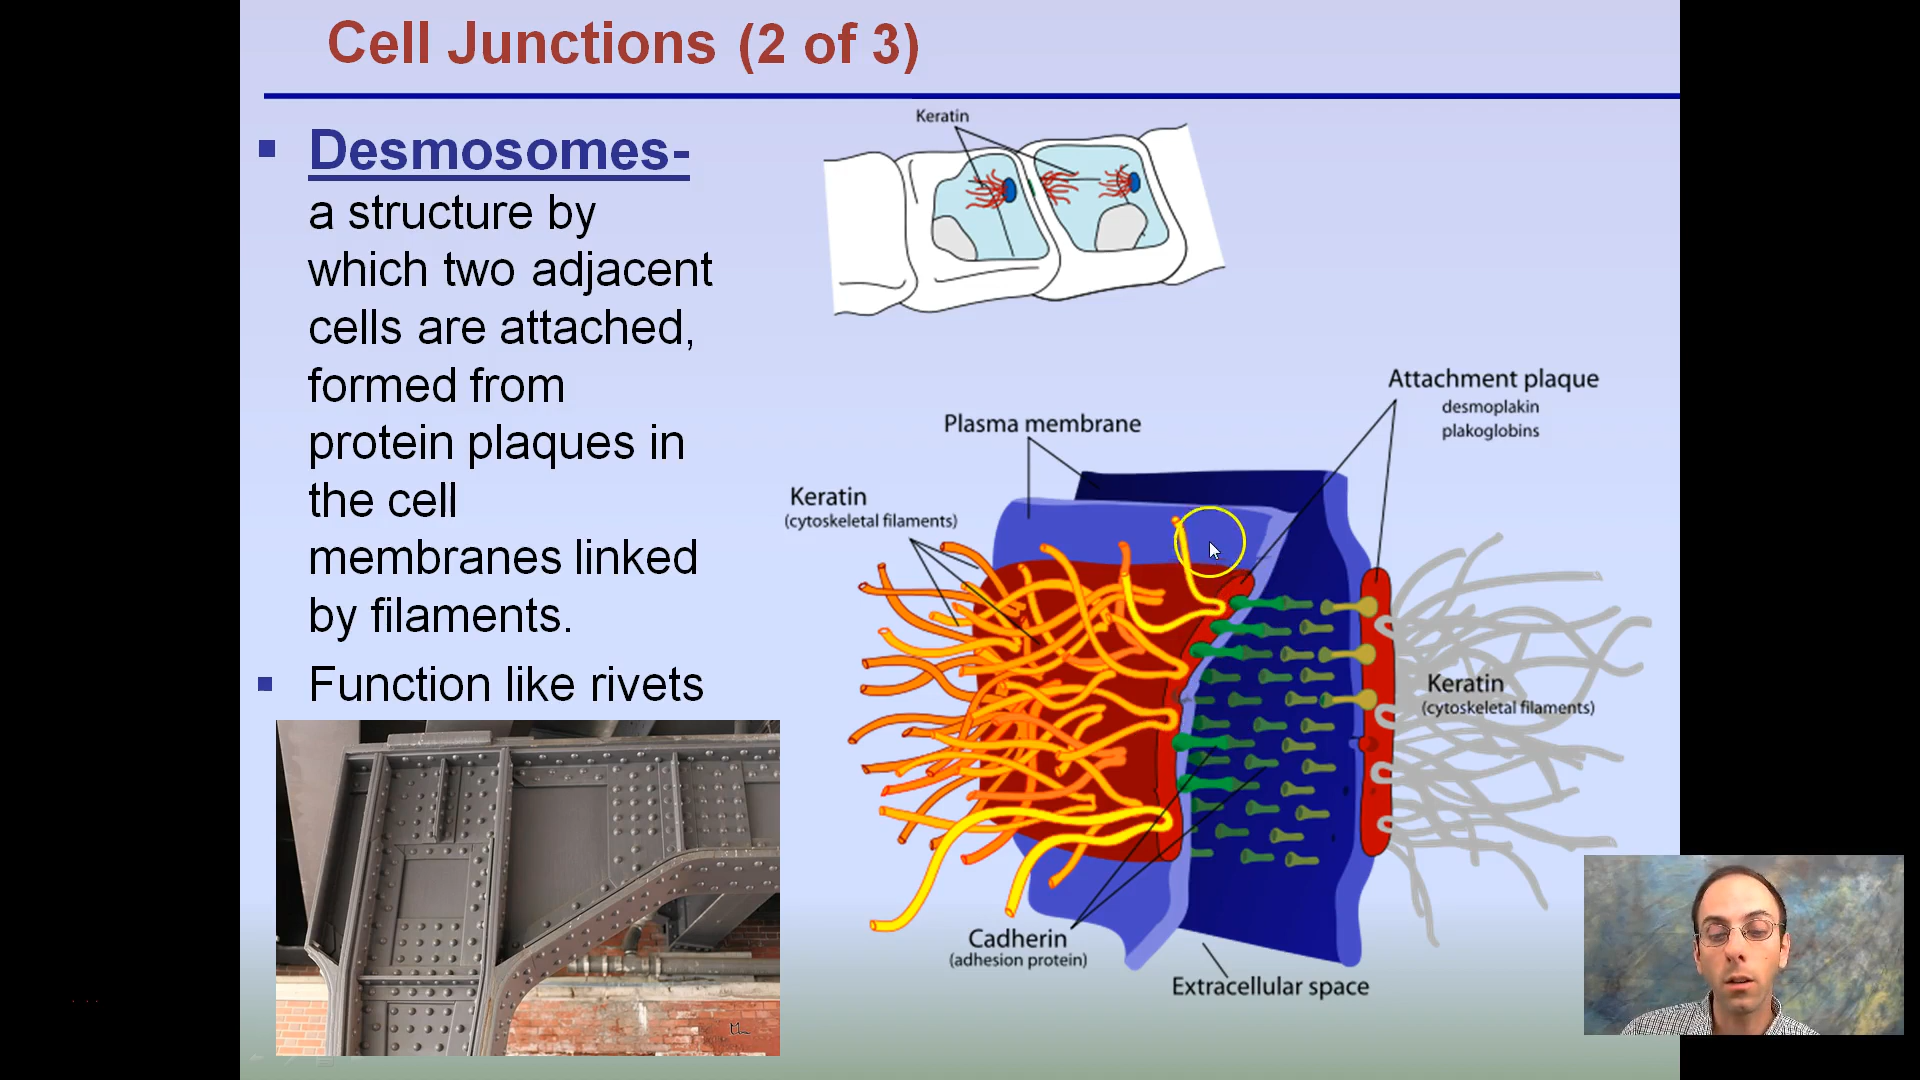 Cell Junctions (2 of 3)
▪ Desmosomes-
a structure by
which two adjacent
cells are attached,
formed from
protein plaques in
the cell
membranes linked
by filaments.
▪ Function like rivets
Keratin
Attachment plaque
desmoplakin
plakoglobins
Plasma membrane
Keratin
(cytoskeletal filaments)
Keratin
(cytoskeletal filaments)
Cadherin
(adhesion protein)
Extracellular space